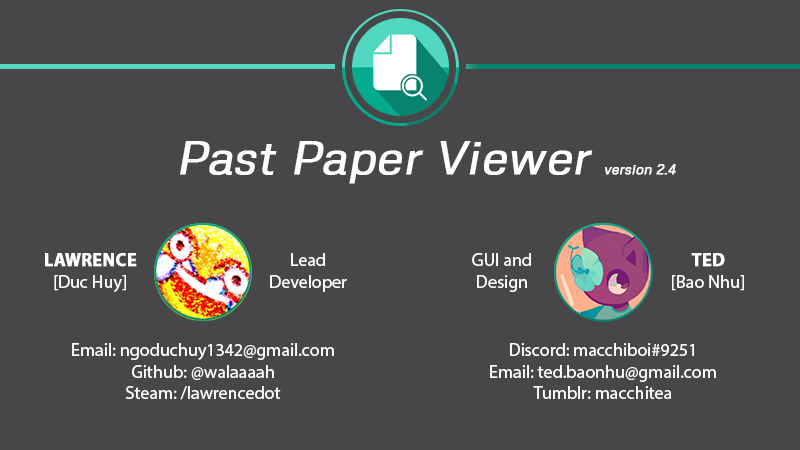 Past Paper Viewer version 2.4
LAWRENCE
[Duc Huy]
Lead
Developer
Email: ngoduchuy1342@gmail.com
Github: @walaaaah
Steam: /lawrencedot
GUI and
Design
TED
[Bao Nhu]
Discord: macchiboi#9251
Email: ted.baonhu@gmail.com
Tumblr: macchitea